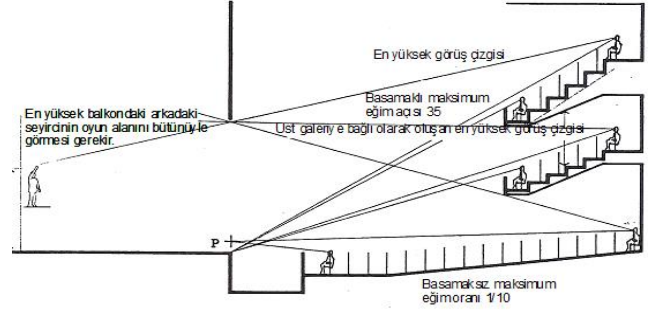 En yüksek görüş çizgisi
En yüksek balkondaki arkadaki
seyircinin oyun alanını bütünüyle
görmesi gerekir.
Basamaklı maksimum
eğim açısı 35
Üst galeriye bağlı olarak oluşan en yüksek görüş çizgisi
P
Basamaksız maksimum
eğim oranı 1/10